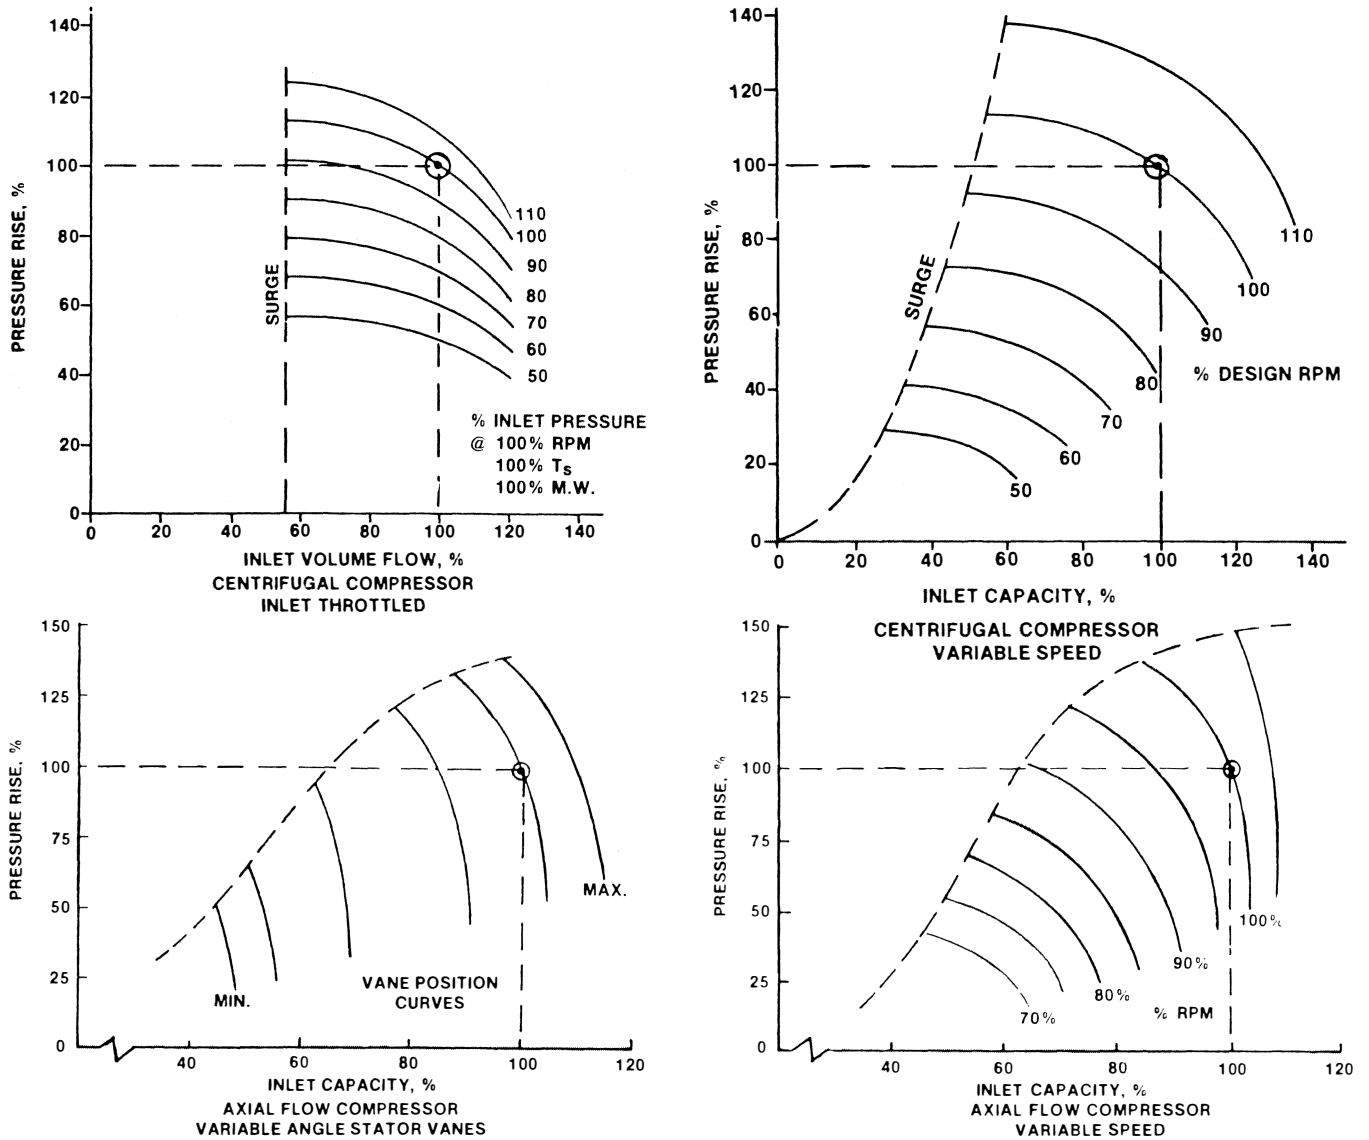 140
120
100
80
60
40
20
0
PRESSURE RISE, %
SURGE
110
100
90
80
70
60
50
% INLET PRESSURE
@ 100% RPM
100% Ts
100% M.W.
0 20 40 60 80 100 120 140
INLET VOLUME FLOW, %
CENTRIFUGAL COMPRESSOR
INLET THROTTLED
140
120
100
80
60
40
20
0
PRESSURE RISE, %
SURGE
110
100
90
80
70
60
50
% DESIGN RPM
0 20 40 60 80 100 120 140
INLET CAPACITY, %
CENTRIFUGAL COMPRESSOR
VARIABLE SPEED
150
125
100
75
50
25
0
PRESSURE RISE, %
MAX.
MIN.
VANE POSITION
CURVES
40 60 80 100 120
INLET CAPACITY, %
AXIAL FLOW COMPRESSOR
VARIABLE ANGLE STATOR VANES
150
125
100
75
50
25
0
PRESSURE RISE, %
100%
90%
80%
70%
% RPM
40 60 80 100 120
INLET CAPACITY, %
AXIAL FLOW COMPRESSOR
VARIABLE SPEED